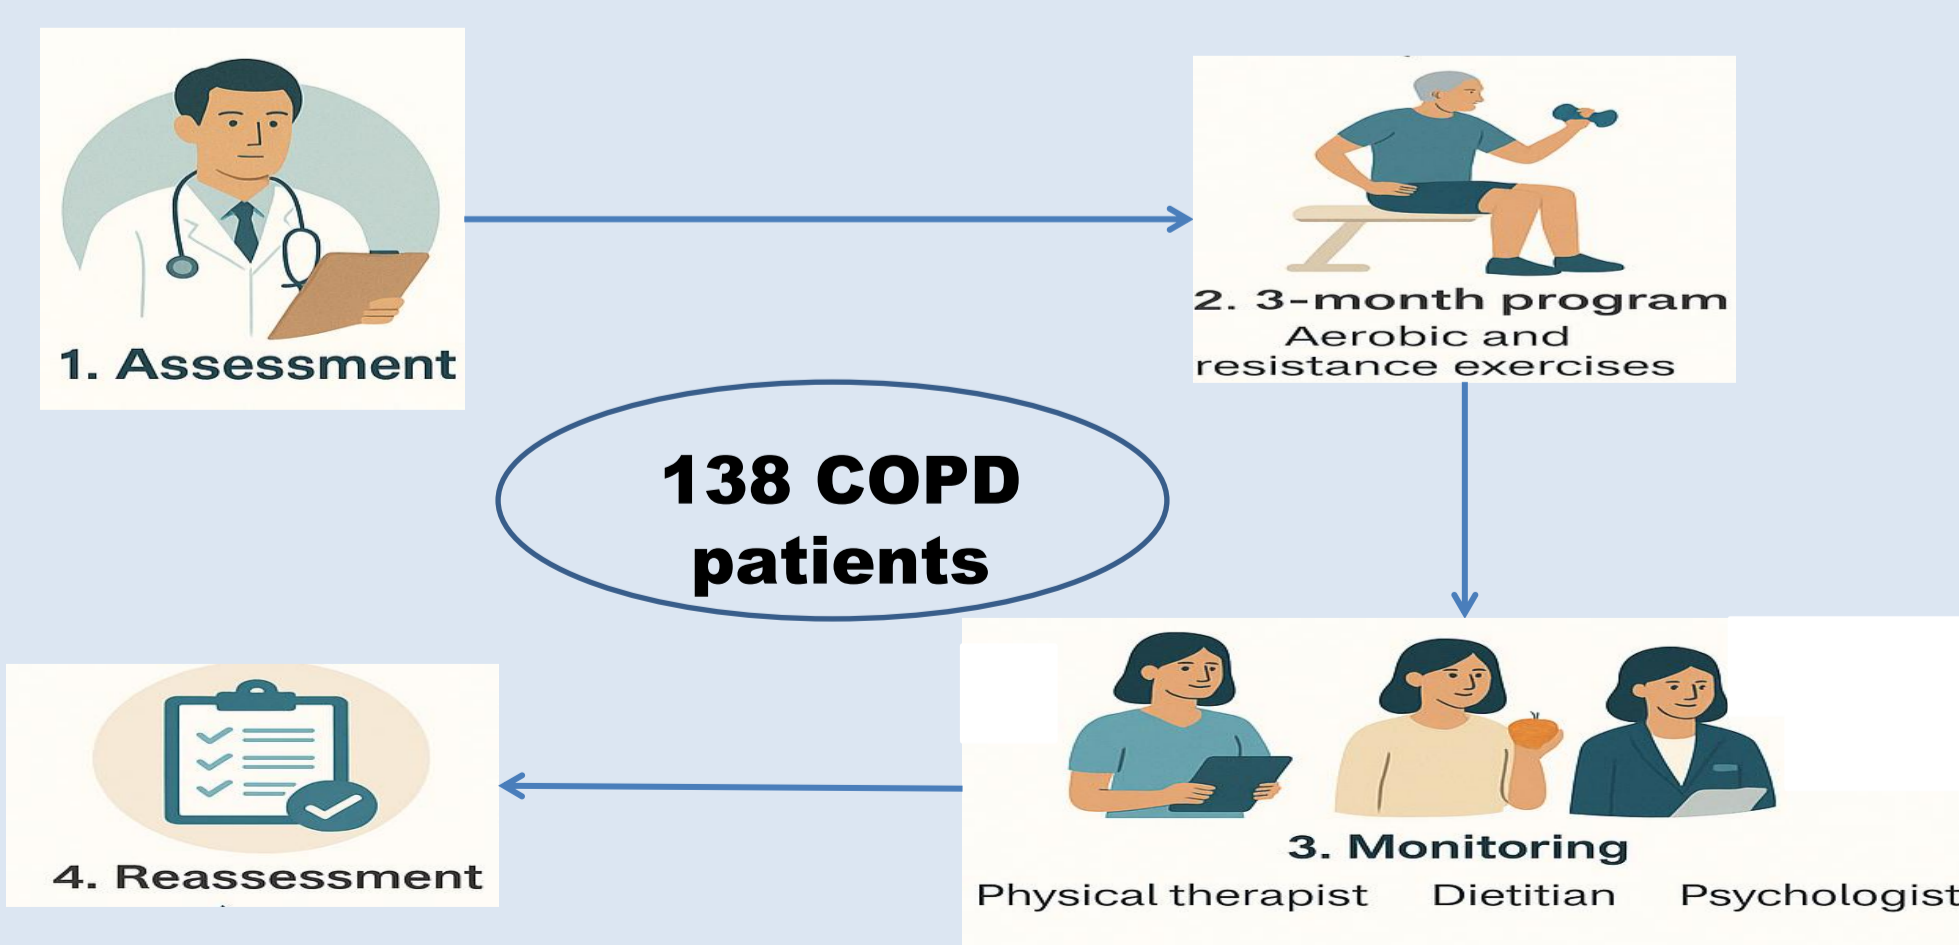 1. Assessment
2. 3-month program
Aerobic and
resistance exercises
138 COPD
patients
3. Monitoring
Physical therapist Dietitian Psychologist
4. Reassessment